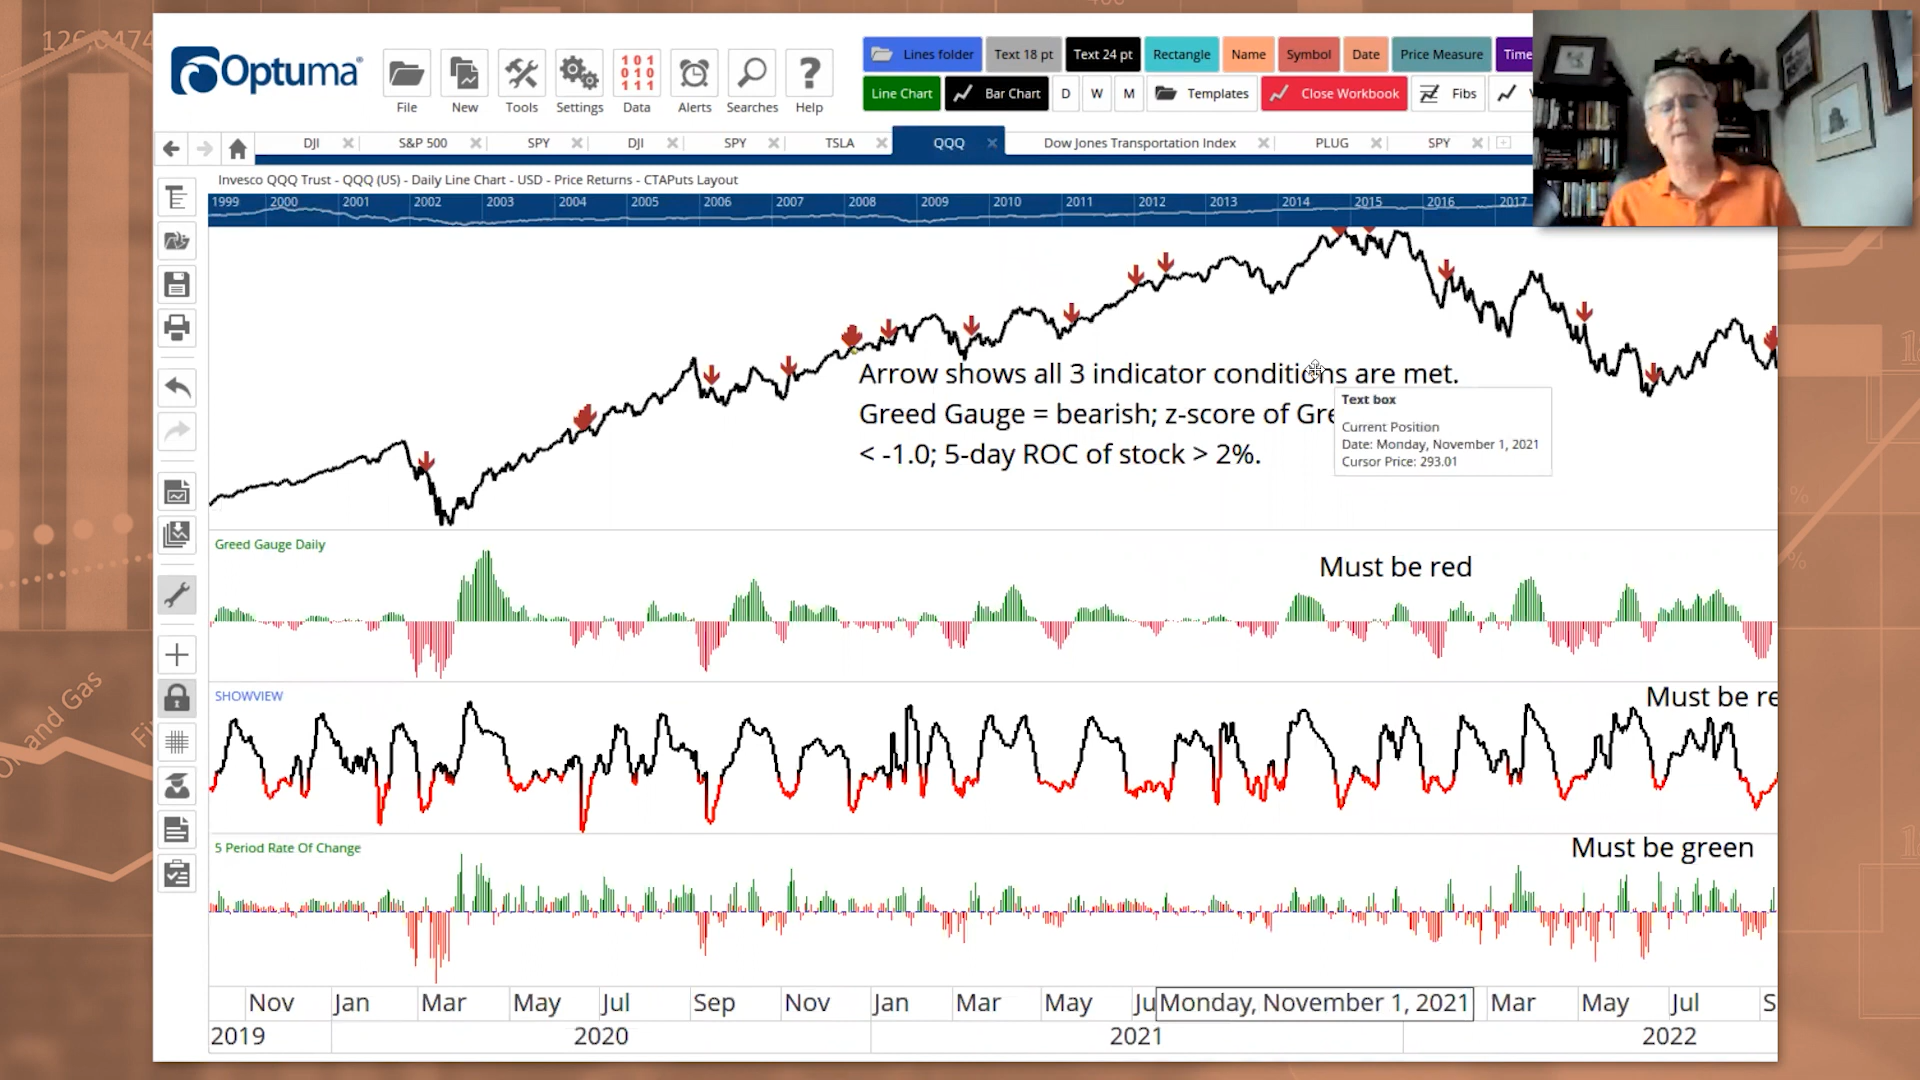 126,0474
Optuma®
File
New
Tools
Settings
101
011
111
Data
Alerts
Searches
?
Help
Lines folder
Text 18 pt
Text 24 pt
Rectangle
Name
Symbol
Date
Price Measure
Time
Line Chart
Bar Chart
D
W
M
Templates
Close Workbook
Fibs
DJI
S&P 500
SPY
DJI
SPY
TSLA
QQQ
Dow Jones Transportation Index
PLUG
SPY
Invesco QQQ Trust - QQQ (US) - Daily Line Chart - USD - Price Returns - CTAPuts Layout
1999 2000 2001 2002 2003 2004 2005 2006 2007 2008 2009 2010 2011 2012 2013 2014 2015 2016 2017
Arrow shows all 3 indicator conditions are met.
Greed Gauge = bearish; z-score of Gre
< -1.0; 5-day ROC of stock > 2%.
Text box
Current Position
Date: Monday, November 1, 2021
Cursor Price: 293.01
Greed Gauge Daily
Must be red
SHOWVIEW
Must be re
5 Period Rate Of Change
Must be green
Nov Jan Mar May Jul Sep Nov Jan Mar May Ju Monday, November 1, 2021 Mar May Jul S
2019 2020 2021 2022
and Gas